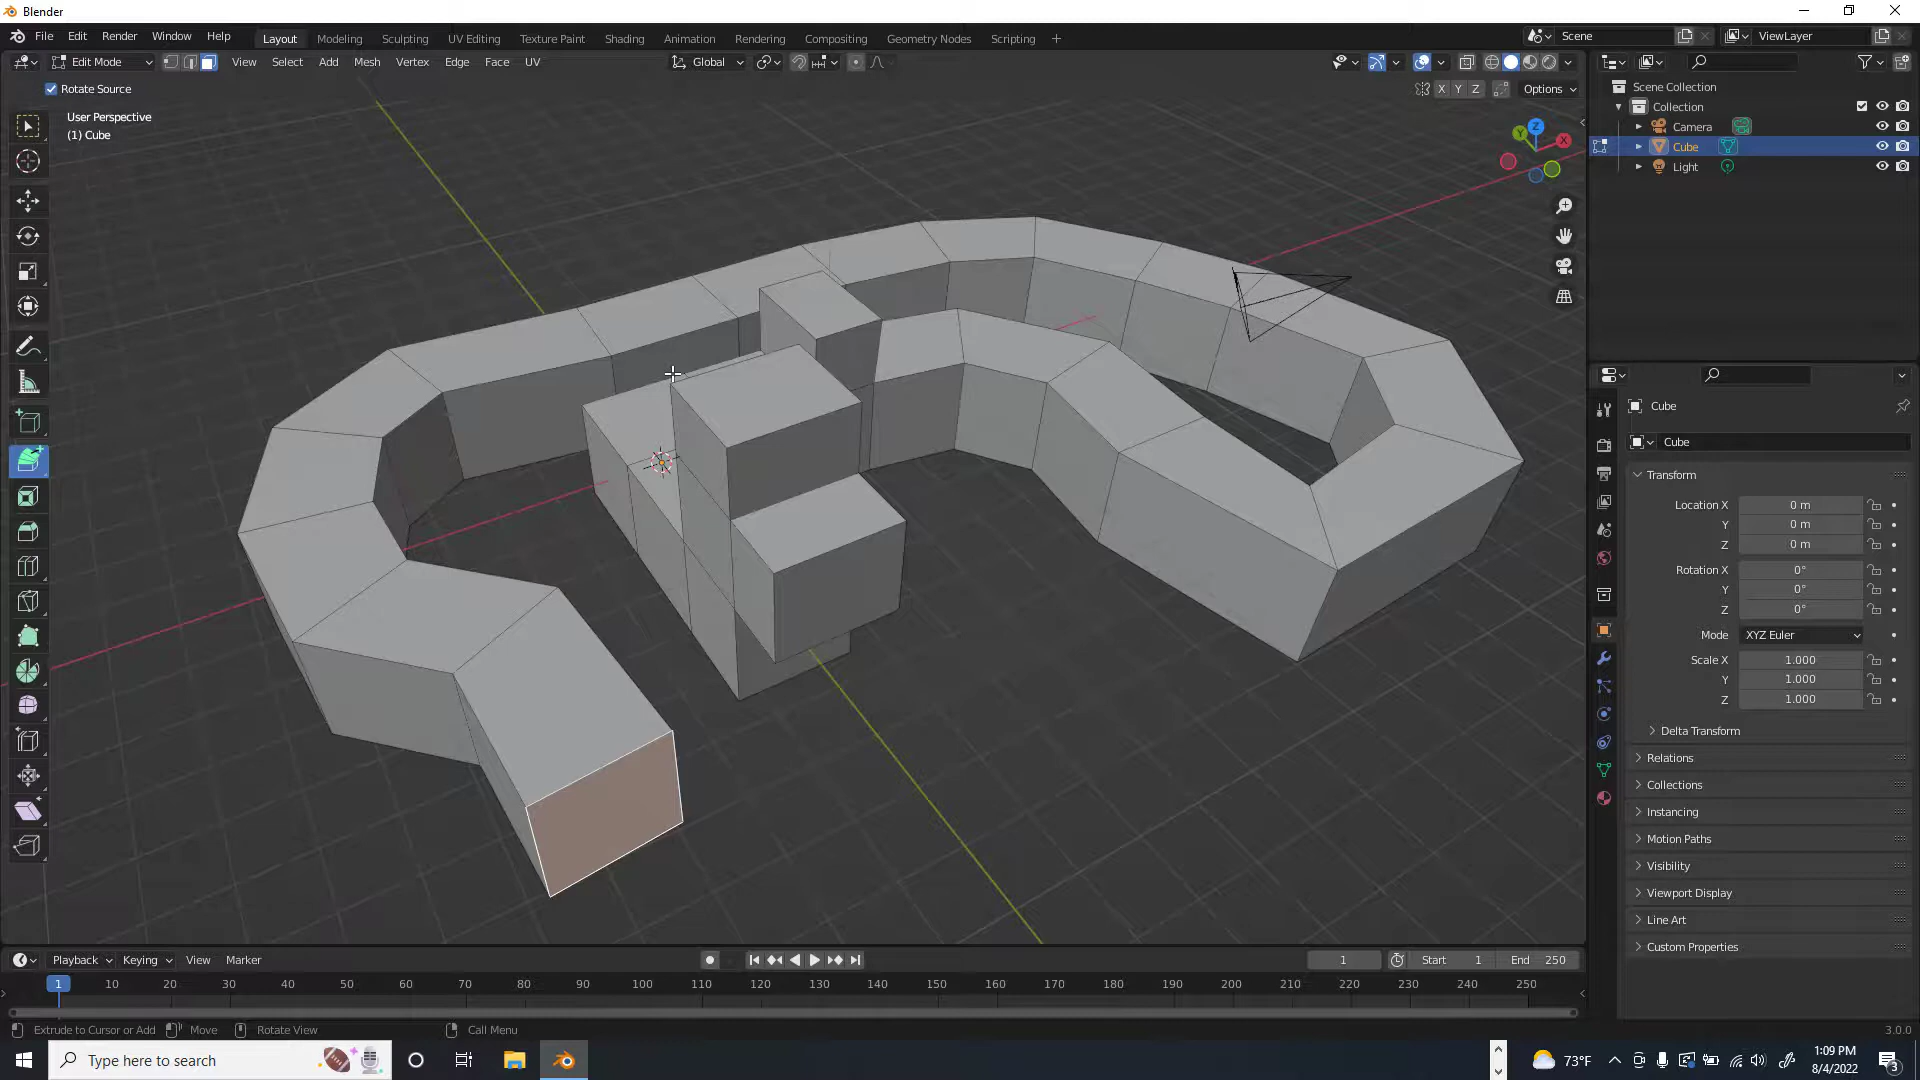 Blender
File Edit Render Window Help
Layout Modeling Sculpting UV Editing Texture Paint Shading Animation Rendering Compositing Geometry Nodes Scripting +
Scene
ViewLayer
Edit Mode
View Select Add Mesh Vertex Edge Face UV
Global
Rotate Source
X Y Z Options
User Perspective
(1) Cube
Z
Y
X
Scene Collection
Collection
Camera
Cube
Light
Cube
Cube
Transform
Location X 0 m
Y 0 m
Z 0 m
Rotation X 0°
Y 0°
Z 0°
Mode XYZ Euler
Scale X 1.000
Y 1.000
Z 1.000
Delta Transform
Relations
Collections
Instancing
Motion Paths
Visibility
Viewport Display
Line Art
Custom Properties
Playback Keying View Marker
1 Start 1 End 250
1 10 20 30 40 50 60 70 80 90 100 110 120 130 140 150 160 170 180 190 200 210 220 230 240 250
Extrude to Cursor or Add Move Rotate View Call Menu
3.0.0
Type here to search
73°F
1:09 PM
8/4/2022
3